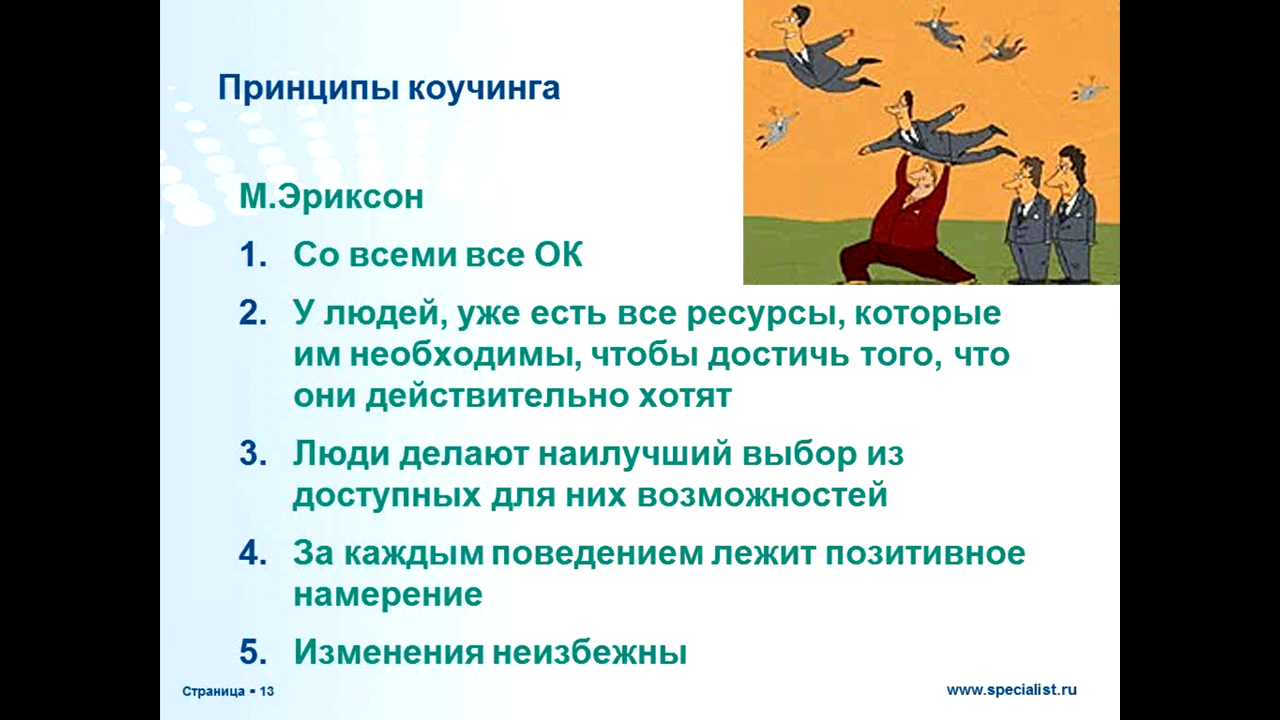 Принципы коучинга
М.Эриксон
1. Со всеми все ОК
2. У людей, уже есть все ресурсы, которые
им необходимы, чтобы достичь того, что
они действительно хотят
3. Люди делают наилучший выбор из
доступных для них возможностей
4. За каждым поведением лежит позитивное
намерение
5. Изменения неизбежны
Страница ▪ 13
www.specialist.ru